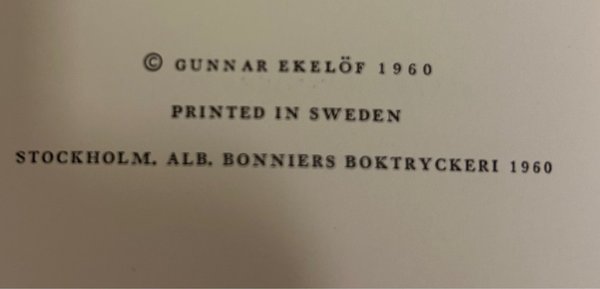 © GUNNAR EKELÖF 1960
PRINTED IN SWEDEN
STOCKHOLM. ALB. BONNIERS BOKTRYCKERI 1960